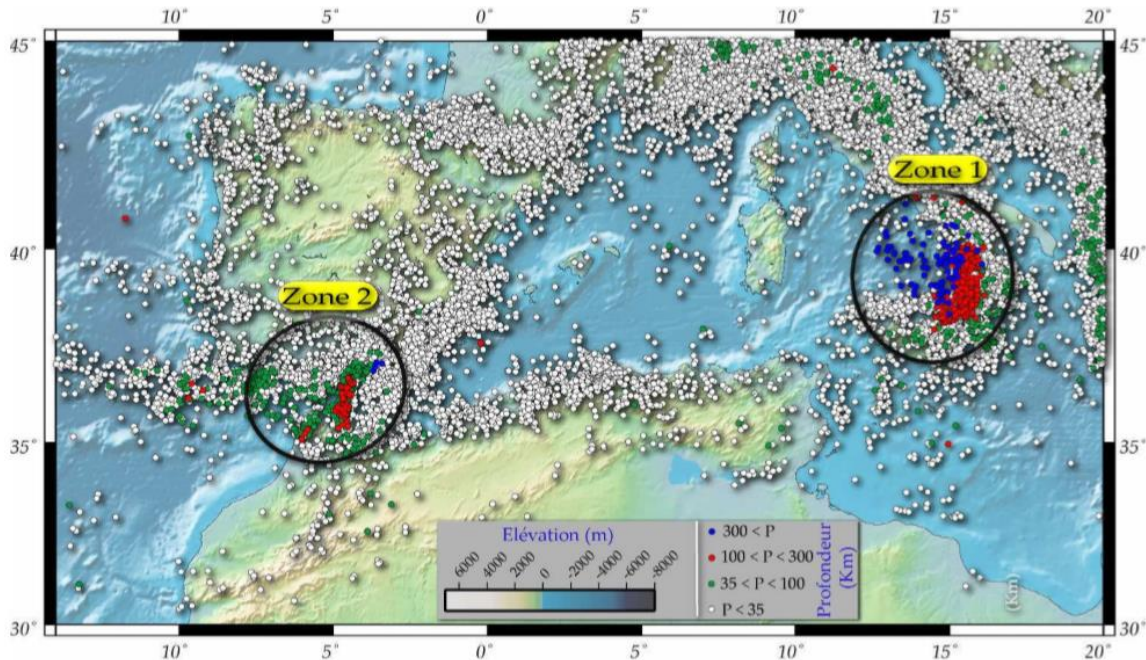 10° 5° 0° 5° 10° 15° 20°
45° 45°
Zone 1
40° 40°
Zone 2
35° 35°
Elévation (m)
6000 4000 2000 0 -2000 -4000 -6000 -8000
300 < P
100 < P < 300
35 < P < 100
P < 35
Profondeur
(Km)
(Km)
30° 30°
10° 5° 0° 5° 10° 15° 20°